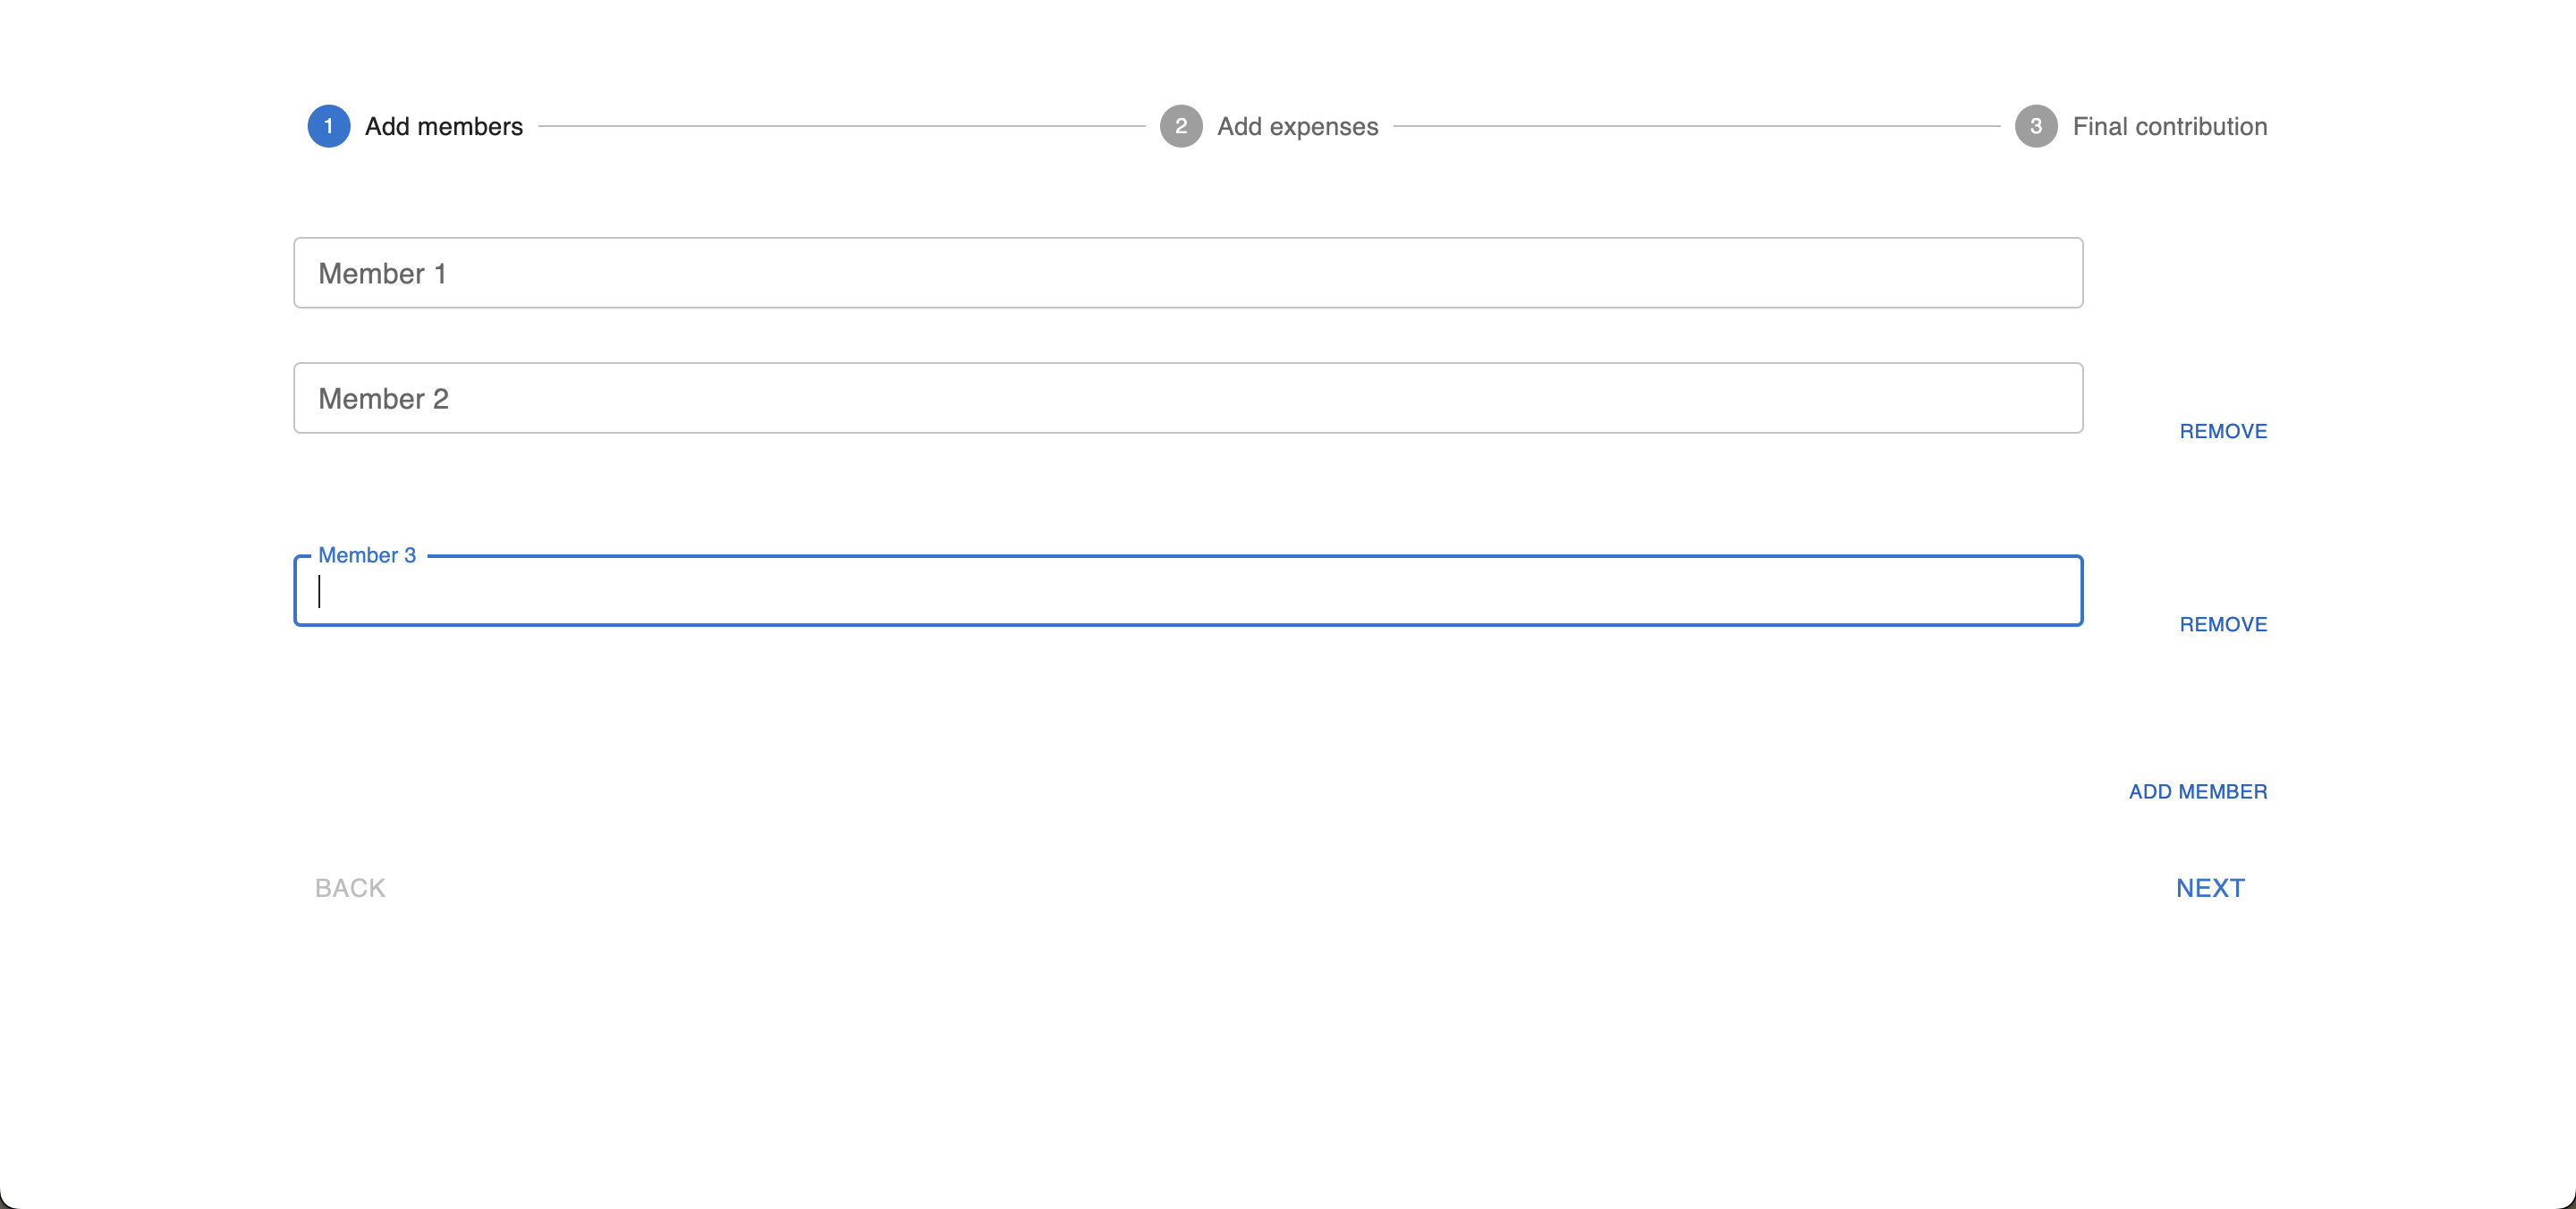 1 Add members 2 Add expenses 3 Final contribution
Member 1
Member 2
REMOVE
Member 3
REMOVE
ADD MEMBER
BACK NEXT